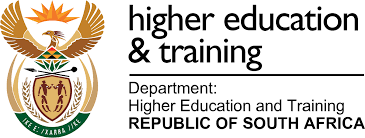 higher education
& training
Department:
Higher Education and Training
REPUBLIC OF SOUTH AFRICA